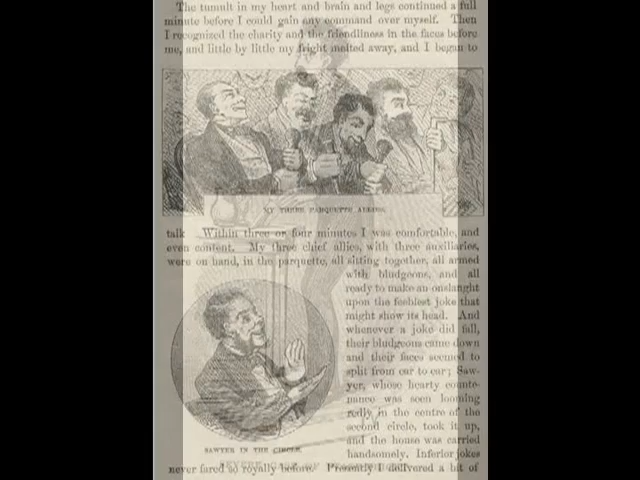 The tumult in my heart and brain and legs continued a full
minute before I could gain any command over myself. Then
I recognized the charity and the friendliness in the faces before
me, and little by little my fright melted away, and I began to
MY THREE PARQUETTE ALLIES.
talk Within three or four minutes I was comfortable, and
even content. My three chief allies, with three auxiliaries,
were on hand, in the parquette, all sitting together, all armed
with bludgeons, and all
ready to make an onslaught
upon the feeblest joke that
might show its head. And
whenever a joke did fall,
their bludgeons came down
and their faces seemed to
split from ear to ear; Saw-
yer, whose hearty counte-
nance was seen looming
redly in the centre of the
second circle, took it up,
and the house was carried
handsomely. Inferior jokes
SAWYER IN THE CIRCLE.
never fared so royally before. Presently I delivered a bit of